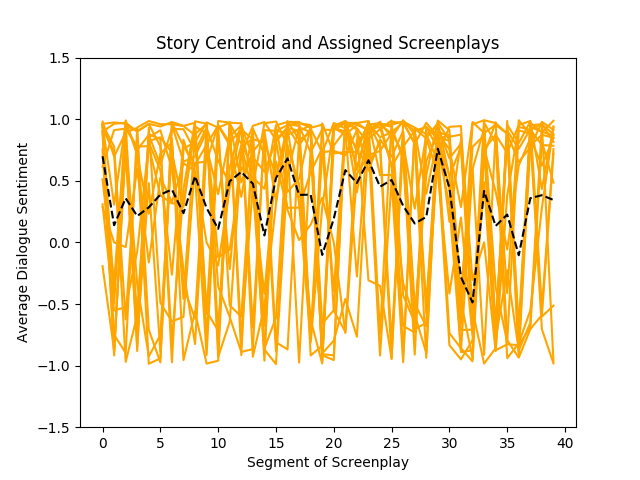 Story Centroid and Assigned Screenplays
1.5
1.0
0.5
0.0
−0.5
−1.0
−1.5
Average Dialogue Sentiment
0 5 10 15 20 25 30 35 40
Segment of Screenplay